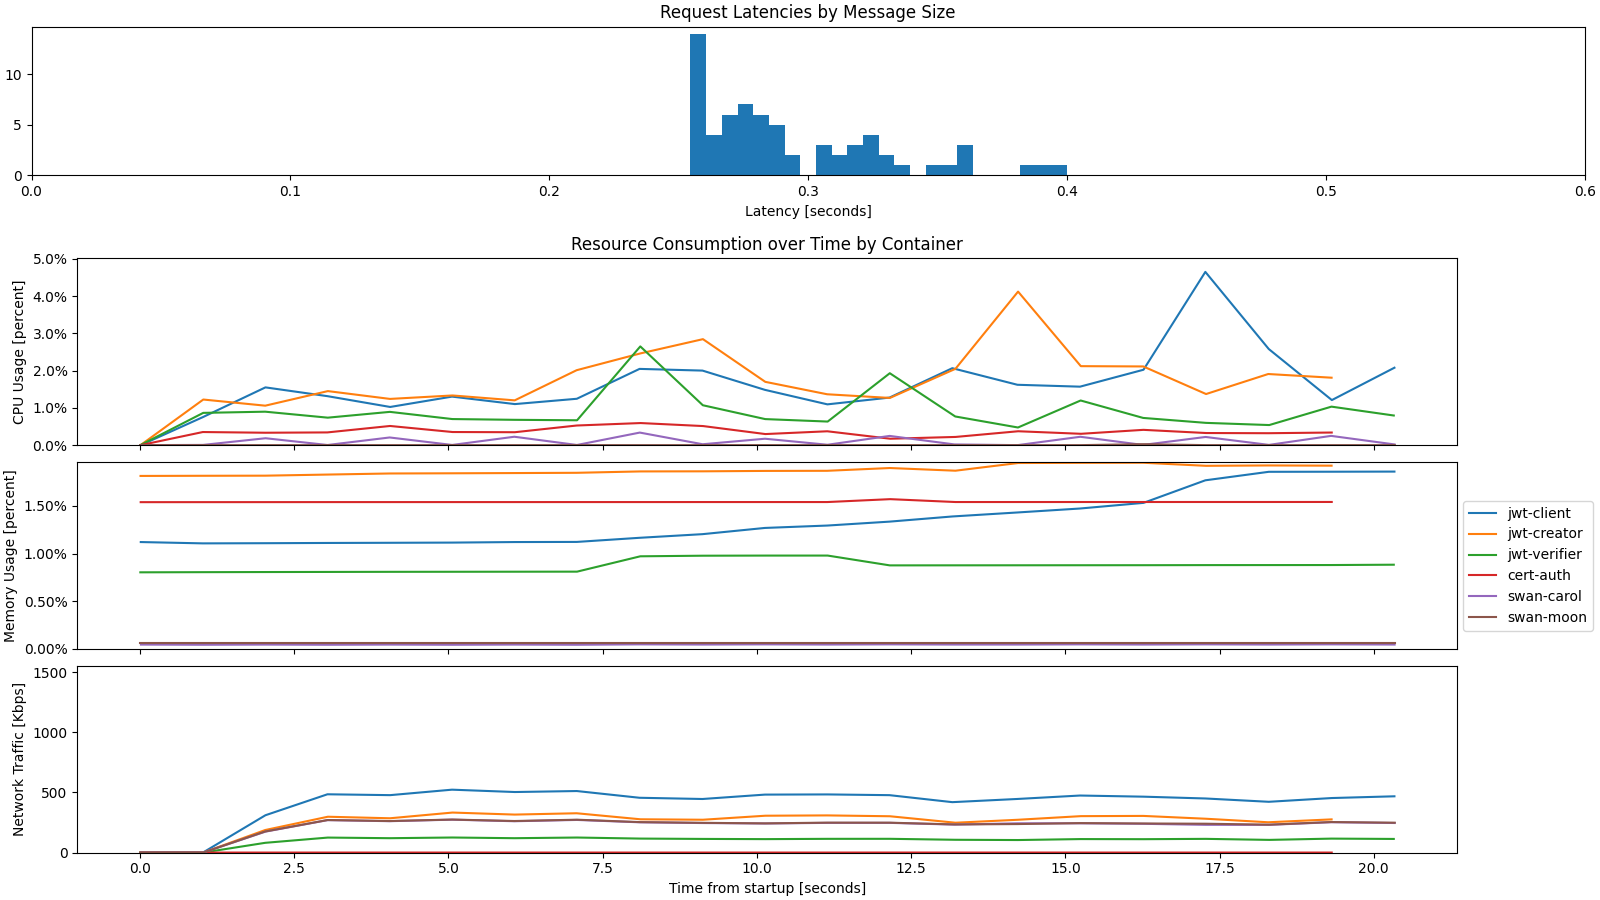 Request Latencies by Message Size
10
5
0
0.0 0.1 0.2 0.3 0.4 0.5 0.6
Latency [seconds]
Resource Consumption over Time by Container
CPU Usage [percent]
5.0%
4.0%
3.0%
2.0%
1.0%
0.0%
Memory Usage [percent]
1.50%
1.00%
0.50%
0.00%
jwt-client
jwt-creator
jwt-verifier
cert-auth
swan-carol
swan-moon
Network Traffic [Kbps]
1500
1000
500
0
0.0 2.5 5.0 7.5 10.0 12.5 15.0 17.5 20.0
Time from startup [seconds]